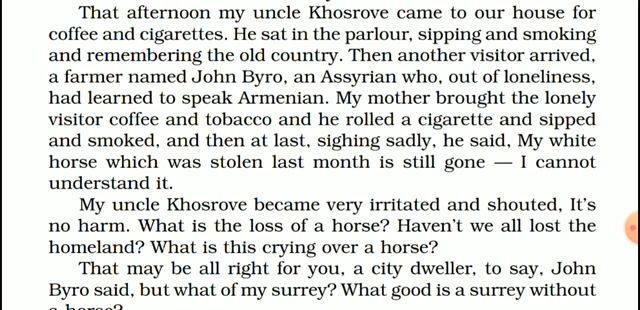 That afternoon my uncle Khosrove came to our house for
coffee and cigarettes. He sat in the parlour, sipping and smoking
and remembering the old country. Then another visitor arrived,
a farmer named John Byro, an Assyrian who, out of loneliness,
had learned to speak Armenian. My mother brought the lonely
visitor coffee and tobacco and he rolled a cigarette and sipped
and smoked, and then at last, sighing sadly, he said, My white
horse which was stolen last month is still gone — I cannot
understand it.
My uncle Khosrove became very irritated and shouted, It's
no harm. What is the loss of a horse? Haven't we all lost the
homeland? What is this crying over a horse?
That may be all right for you, a city dweller, to say, John
Byro said, but what of my surrey? What good is a surrey without
a horse?